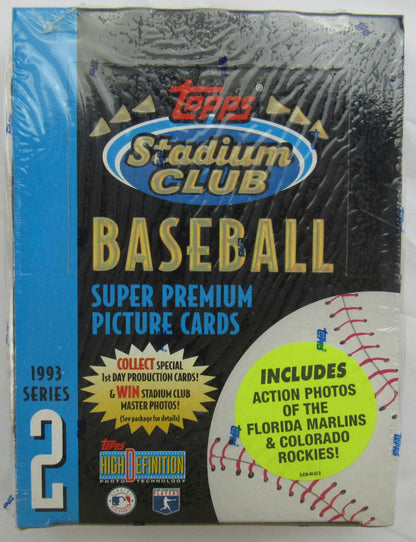 Topps
Stadium
CLUB
BASEBALL
SUPER PREMIUM
PICTURE CARDS
COLLECT Special
1st DAY PRODUCTION CARDS!
& WIN STADIUM CLUB
MASTER PHOTOS!
(See package for details)
1993
SERIES
2
INCLUDES
ACTION PHOTOS
OF THE
FLORIDA MARLINS
& COLORADO
ROCKIES!
Topps
HIGH DEFINITION
PHOTO TECHNOLOGY
PLAYERS